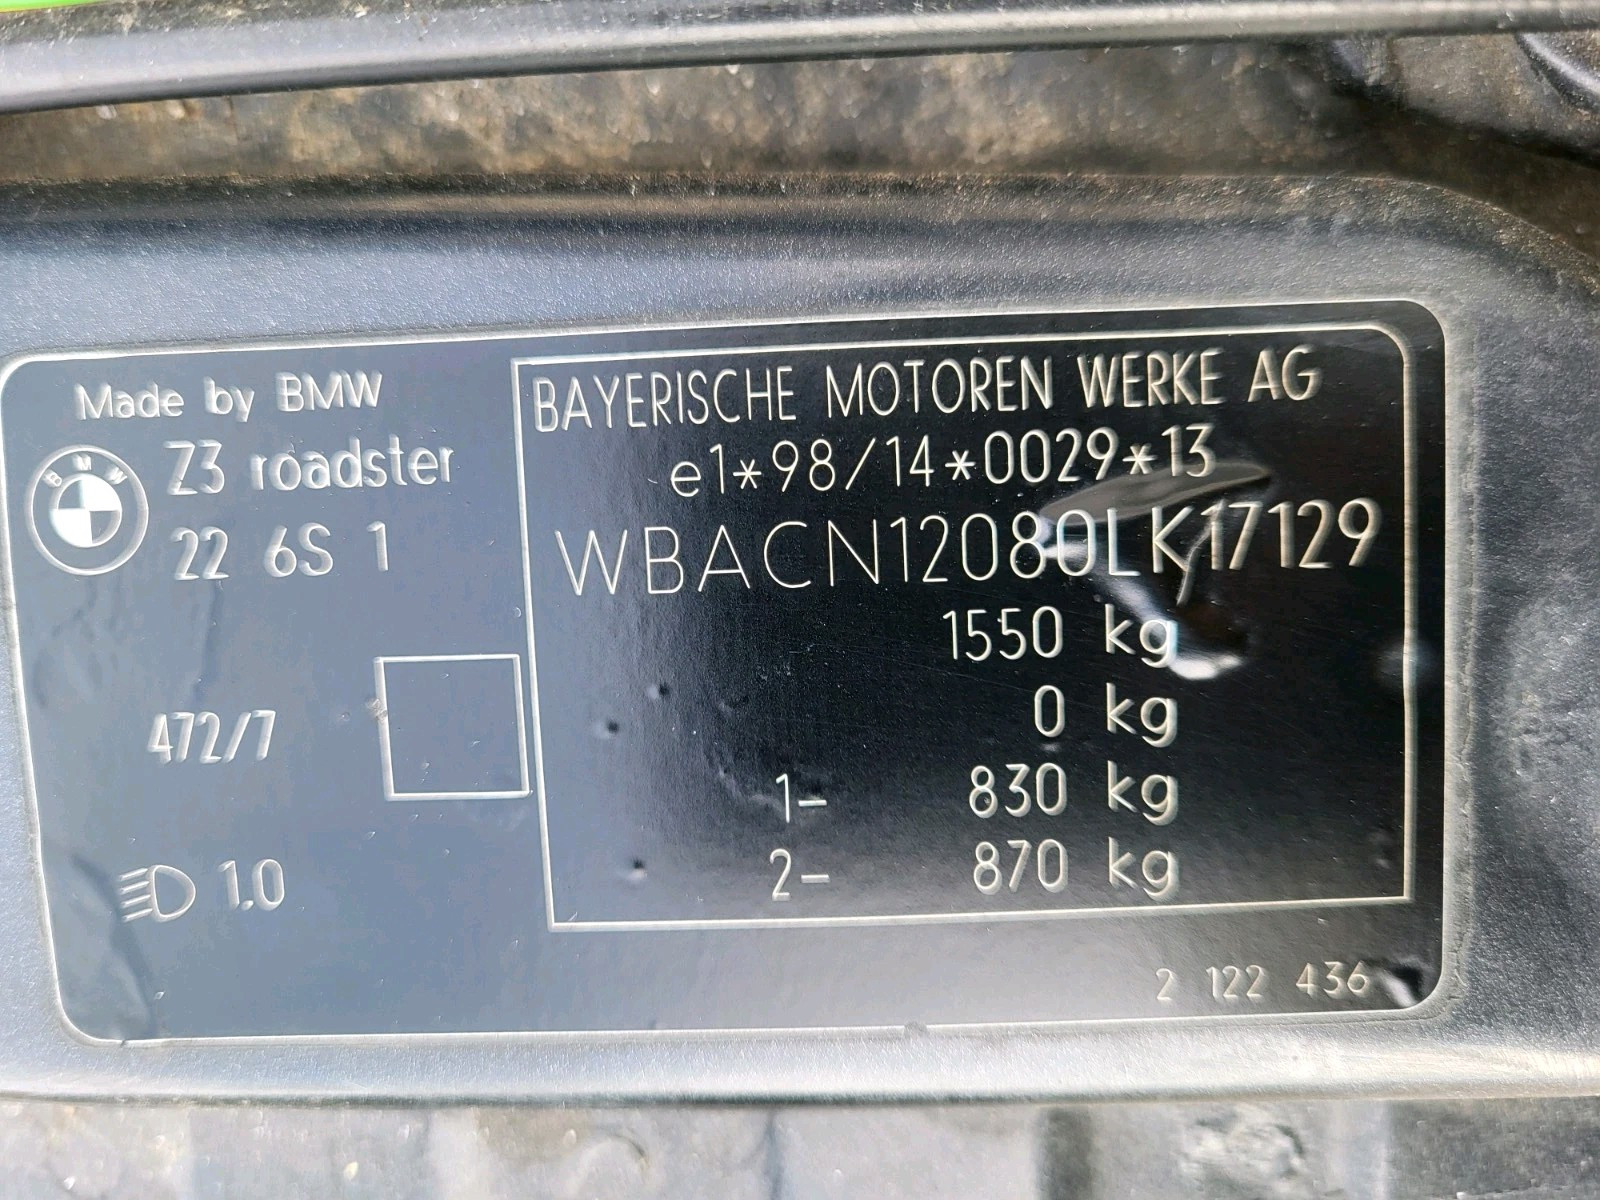 Made by BMW
BMW
Z3 roadster
22 6S 1
472/7
1.0
BAYERISCHE MOTOREN WERKE AG
e1*98/14*0029*13
WBACN12080LK17129
1550 kg
0 kg
1- 830 kg
2- 870 kg
2 122 436